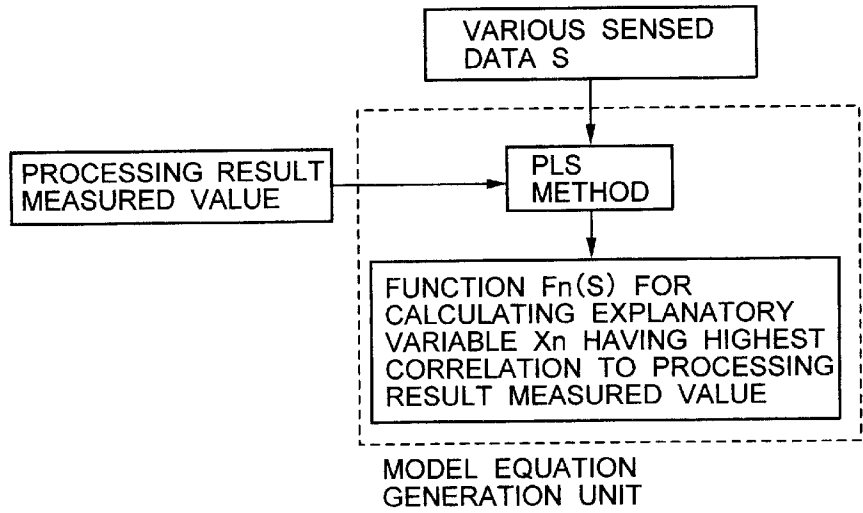 VARIOUS SENSED
DATA S
PROCESSING RESULT
MEASURED VALUE
PLS
METHOD
FUNCTION Fn(S) FOR
CALCULATING EXPLANATORY
VARIABLE Xn HAVING HIGHEST
CORRELATION TO PROCESSING
RESULT MEASURED VALUE
MODEL EQUATION
GENERATION UNIT